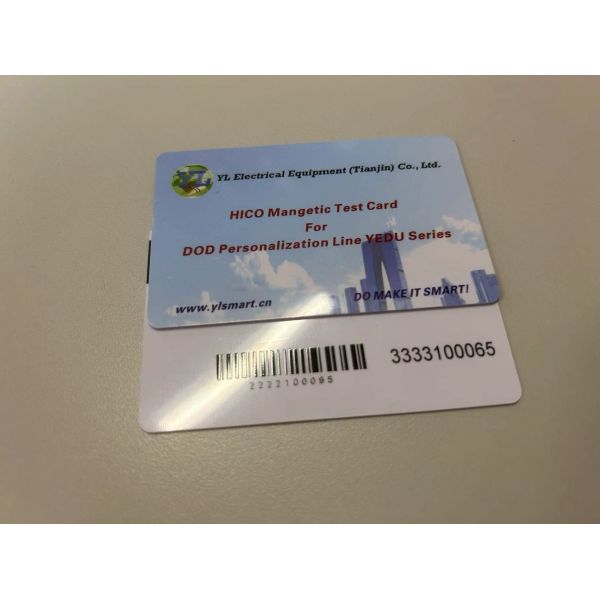 YL
YL Electrical Equipment (Tianjin) Co., Ltd.
HICO Mangetic Test Card
For
DOD Personalization Line YEDU Series
www.ylsmart.cn
DO MAKE IT SMART!
3333100065
2222100095